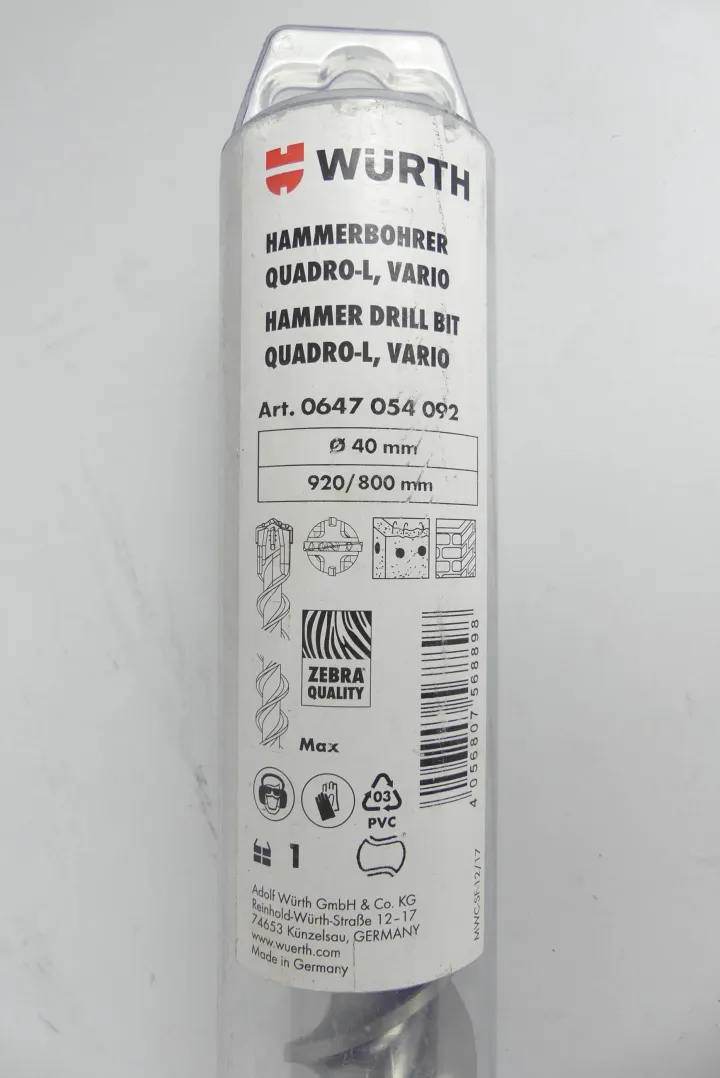 WÜRTH
HAMMERBOHRER
QUADRO-L, VARIO
HAMMER DRILL BIT
QUADRO-L, VARIO
Art. 0647 054 092
Ø 40 mm
920/800 mm
ZEBRA
QUALITY
Max
4 056807 568898
03
PVC
1
MWC-SF-12/17
Adolf Würth GmbH & Co. KG
Reinhold-Würth-Straße 12-17
74653 Künzelsau, GERMANY
www.wuerth.com
Made in Germany